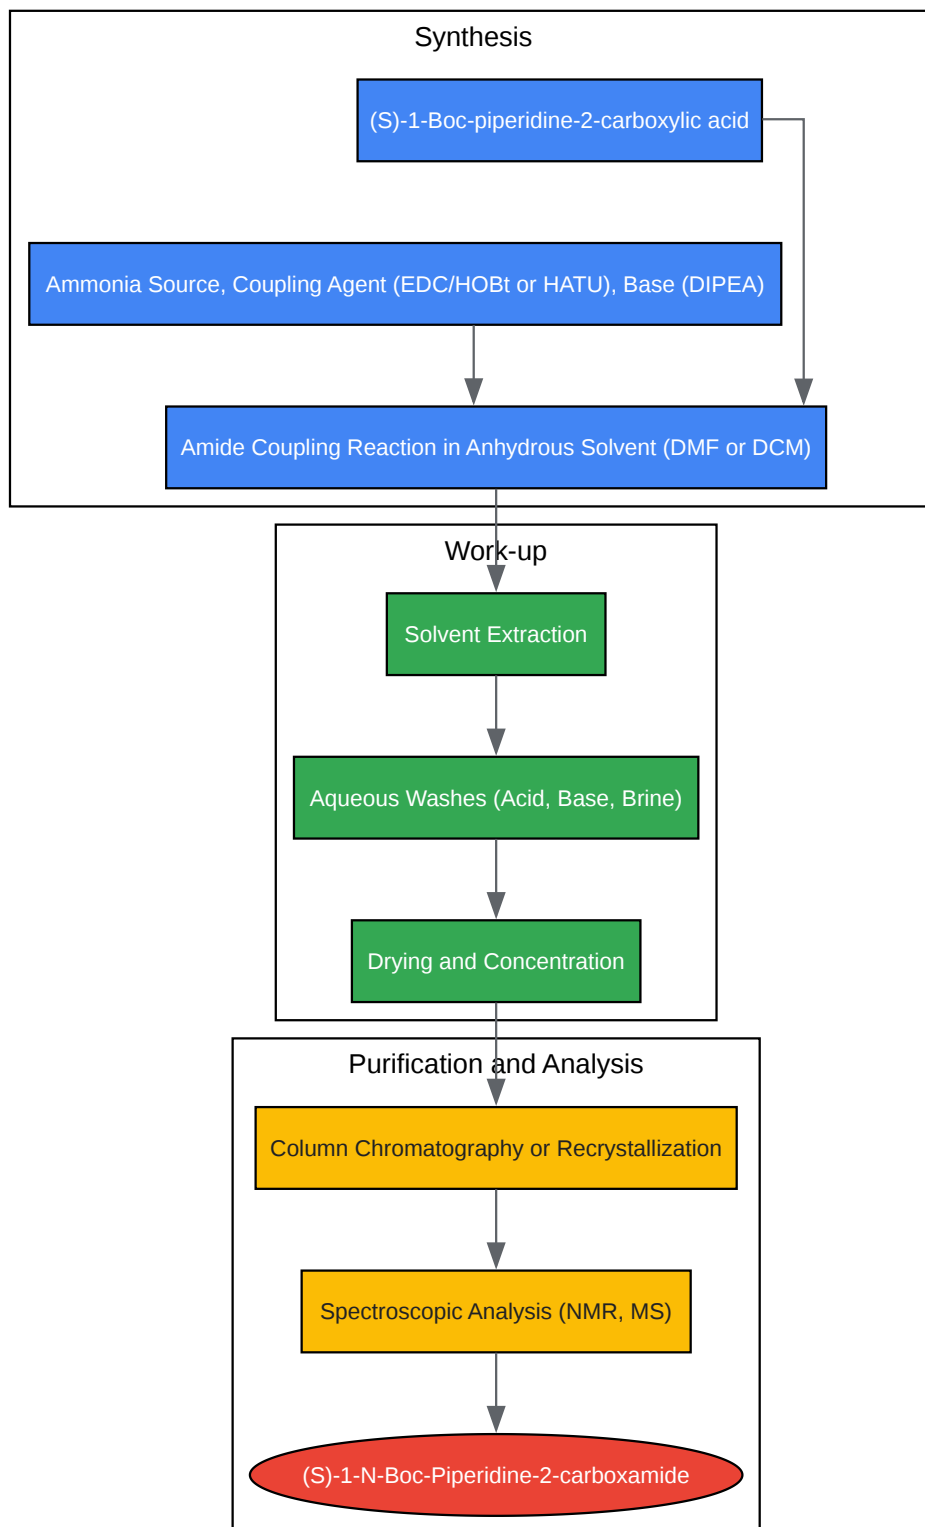 Synthesis
(S)-1-Boc-piperidine-2-carboxylic acid
Ammonia Source, Coupling Agent (EDC/HOBt or HATU), Base (DIPEA)
Amide Coupling Reaction in Anhydrous Solvent (DMF or DCM)
Work-up
Solvent Extraction
Aqueous Washes (Acid, Base, Brine)
Drying and Concentration
Purification and Analysis
Column Chromatography or Recrystallization
Spectroscopic Analysis (NMR, MS)
(S)-1-N-Boc-Piperidine-2-carboxamide